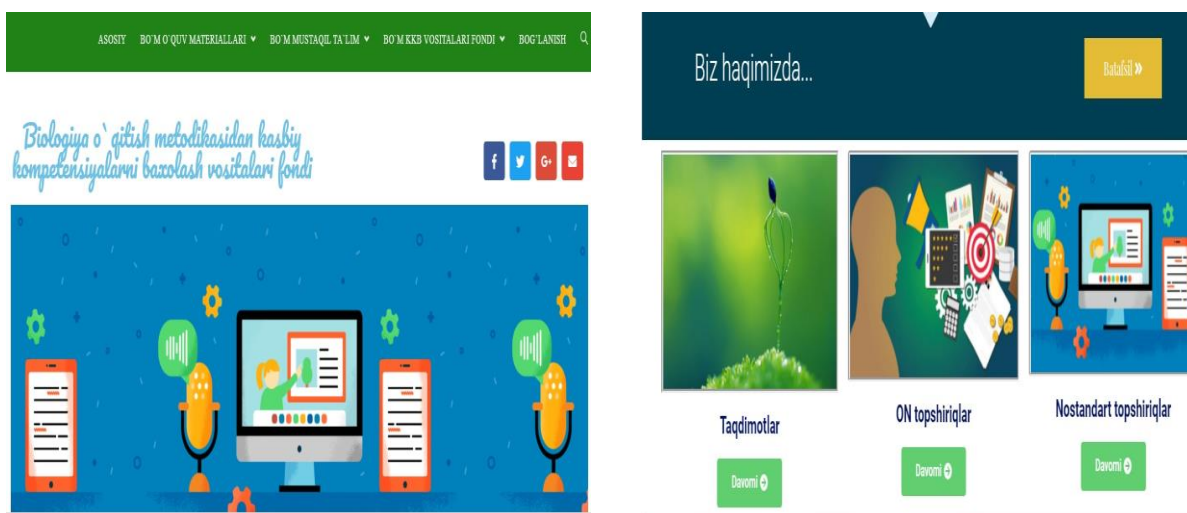 ASOSIY BO`M O`QUV MATERIALLARI BO`M MUSTAQIL TA`LIM BO`M KKB VOSITALARI FONDI BOG`LANISH
Biologiya o`qitish metodikasidan kasbiy
kompetensiyalarni baxolash vositalari fondi
f G+
Biz haqimizda...
Batafsil »
Taqdimotlar
ON topshiriqlar
Nostandart topshiriqlar
Davomi
Davomi
Davomi